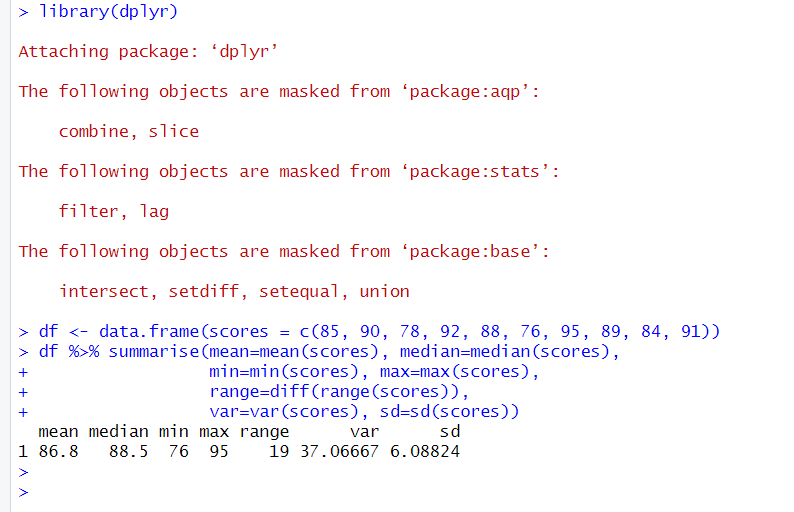 > library(dplyr)
Attaching package: ‘dplyr’
The following objects are masked from ‘package:aqp’:
    combine, slice
The following objects are masked from ‘package:stats’:
    filter, lag
The following objects are masked from ‘package:base’:
    intersect, setdiff, setequal, union
> df <- data.frame(scores = c(85, 90, 78, 92, 88, 76, 95, 89, 84, 91))
> df %>% summarise(mean=mean(scores), median=median(scores),
+                  min=min(scores), max=max(scores),
+                  range=diff(range(scores)),
+                  var=var(scores), sd=sd(scores))
  mean median min max range      var      sd
1 86.8   88.5  76  95    19 37.06667 6.08824
>
>